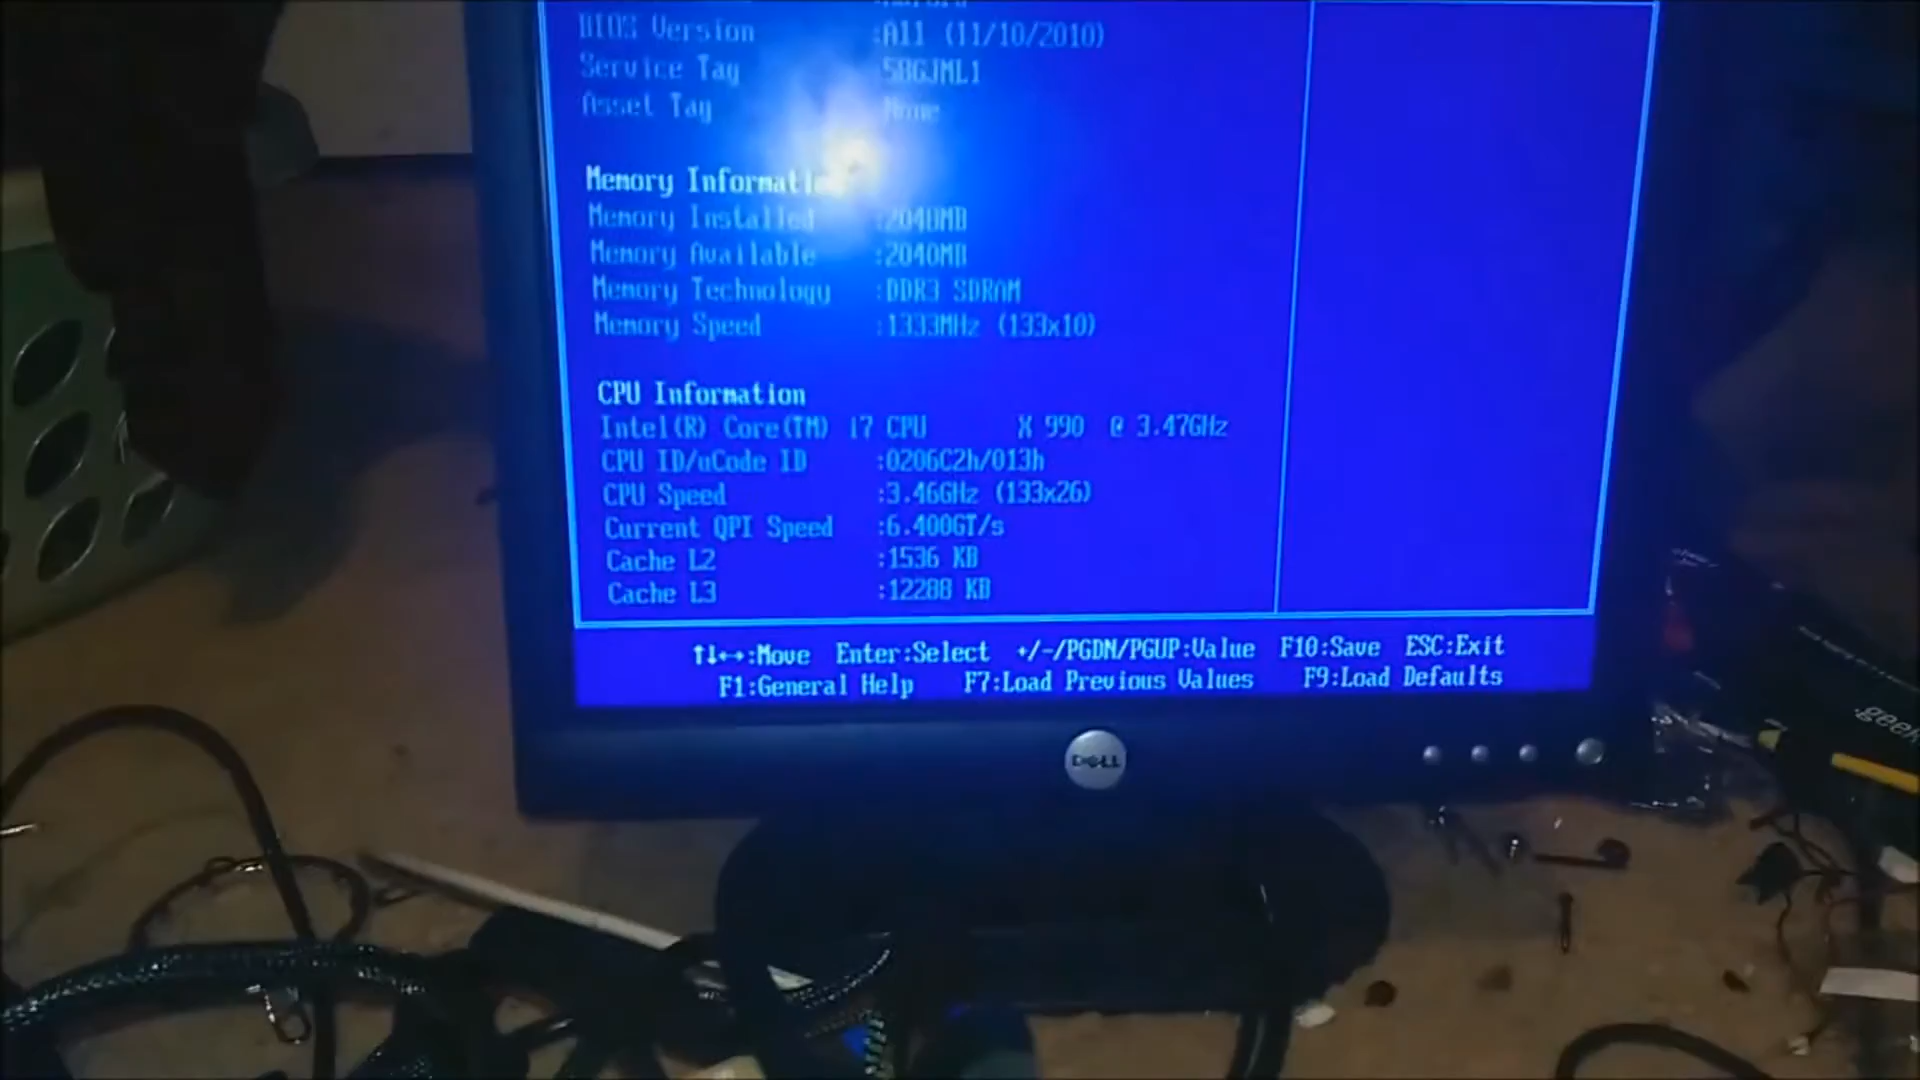 BIOS Version :A11 (11/10/2010)
Service Tag 5BGJML1
Asset Tag None
Memory Information
Memory Installed :2048MB
Memory Available :2040MB
Memory Technology :DDR3 SDRAM
Memory Speed :1333MHz (133x10)
CPU Information
Intel(R) Core(TM) i7 CPU X 990 @ 3.47GHz
CPU ID/uCode ID :0206C2h/013h
CPU Speed :3.46GHz (133x26)
Current QPI Speed :6.400GT/s
Cache L2 :1536 KB
Cache L3 :12288 KB
↑↓←→:Move Enter:Select +/-/PGDN/PGUP:Value F10:Save ESC:Exit
F1:General Help F7:Load Previous Values F9:Load Defaults
DELL
.geek